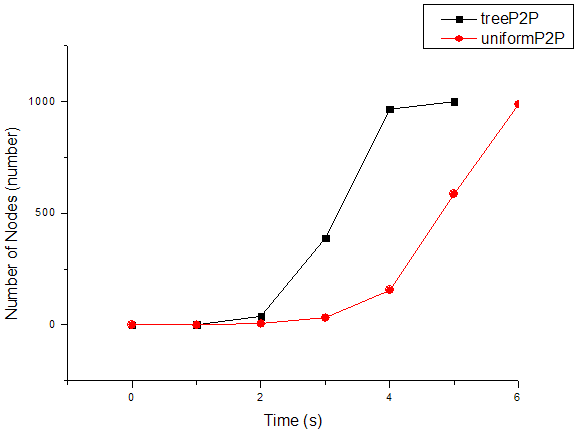 treeP2P
uniformP2P
1000
500
0
Number of Nodes (number)
0
2
4
6
Time (s)